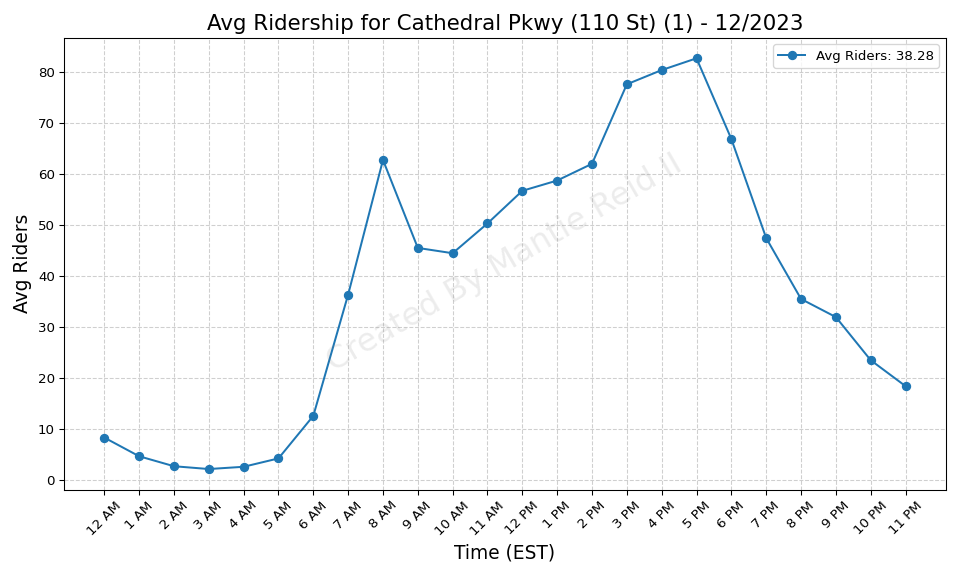 Avg Ridership for Cathedral Pkwy (110 St) (1) - 12/2023
Avg Riders: 38.28
Avg Riders
80
70
60
50
40
30
20
10
0
Created By Mantie Reid II
12 AM
1 AM
2 AM
3 AM
4 AM
5 AM
6 AM
7 AM
8 AM
9 AM
10 AM
11 AM
12 PM
1 PM
2 PM
3 PM
4 PM
5 PM
6 PM
7 PM
8 PM
9 PM
10 PM
11 PM
Time (EST)